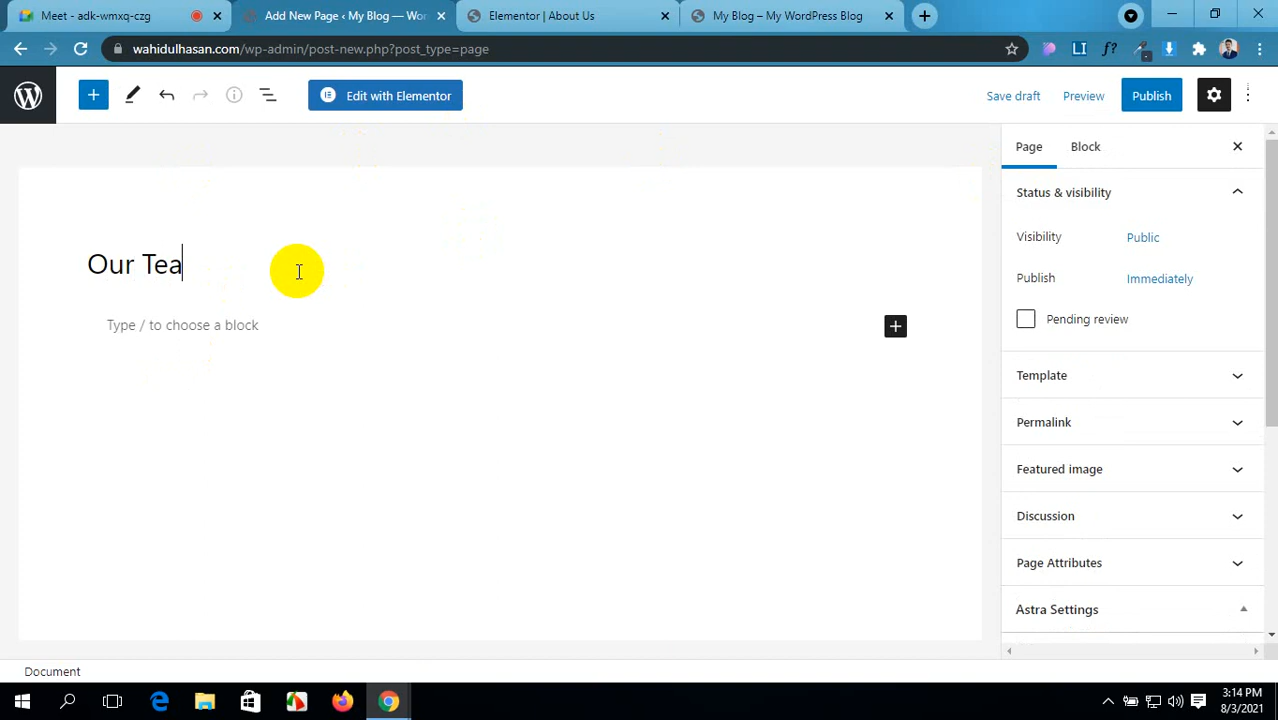 Meet - adk-wmxq-czg
Add New Page ‹ My Blog — Wor
Elementor | About Us
My Blog – My WordPress Blog
wahidulhasan.com/wp-admin/post-new.php?post_type=page
LI
f?
Edit with Elementor
Save draft
Preview
Publish
Our Tea
Type / to choose a block
Page
Block
Status & visibility
Visibility
Public
Publish
Immediately
Pending review
Template
Permalink
Featured image
Discussion
Page Attributes
Astra Settings
Document
3:14 PM
8/3/2021